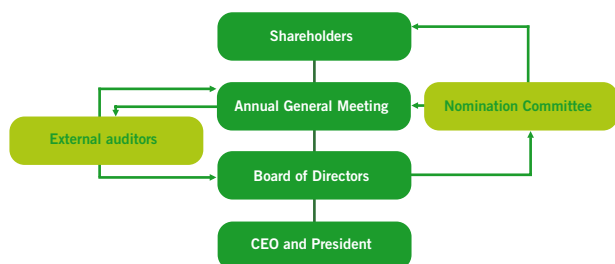 Shareholders
Annual General Meeting
Nomination Committee
External auditors
Board of Directors
CEO and President